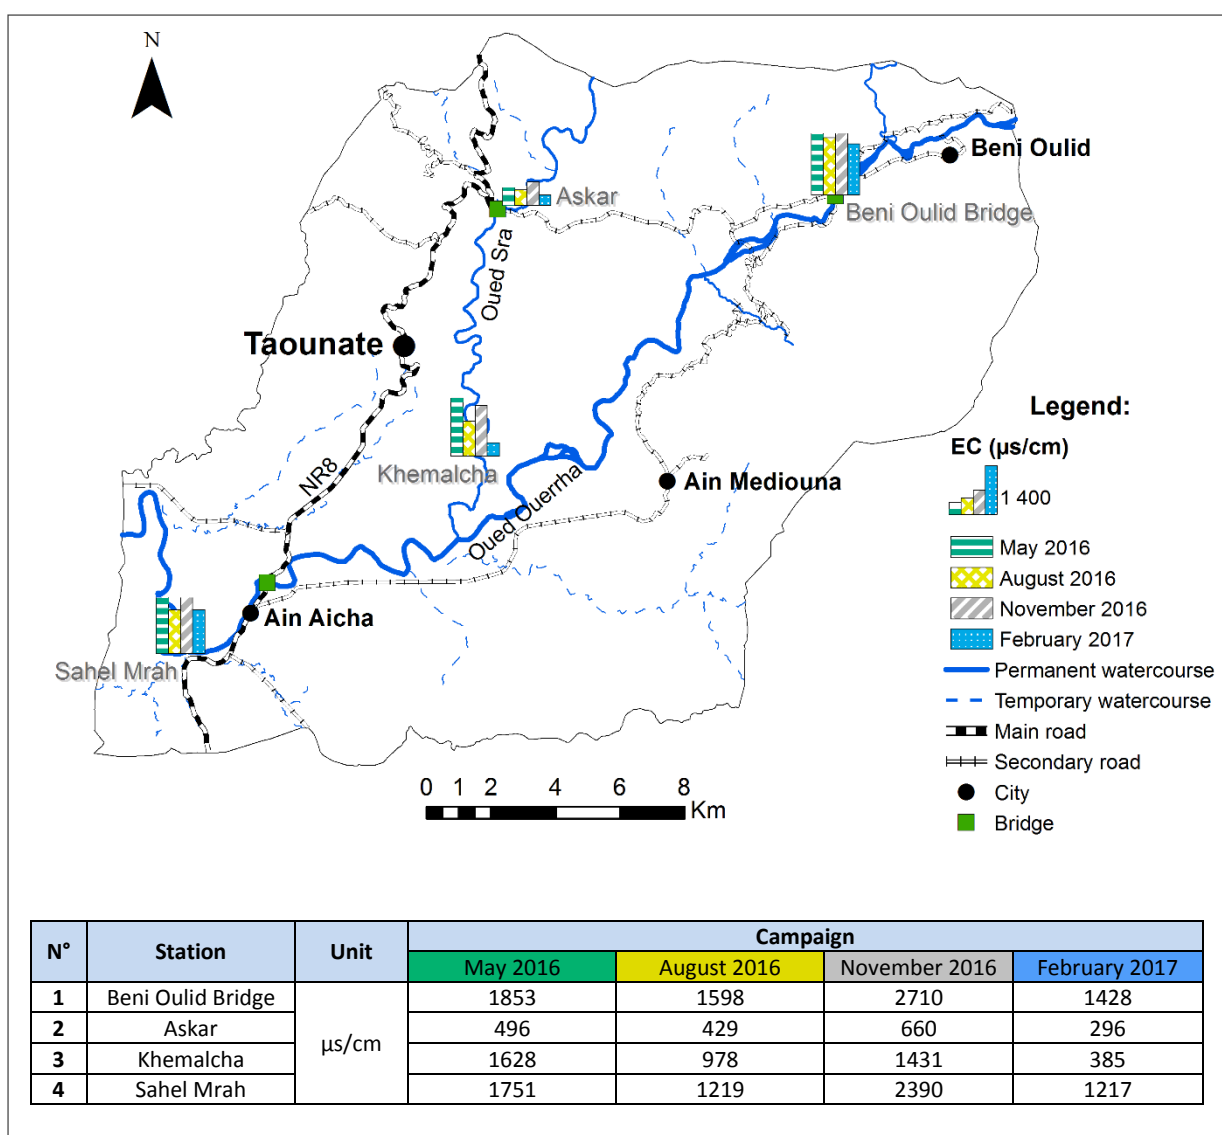 N
Beni Oulid
Askar
Beni Oulid Bridge
Oued Sra
Taounate
Legend:
EC (µs/cm)
1 400
NR8
Khemalcha
Oued Ouerrha
Ain Mediouna
May 2016
August 2016
November 2016
February 2017
Ain Aicha
Sahel Mrah
Permanent watercourse
Temporary watercourse
Main road
Secondary road
City
Bridge
0 1 2 4 6 8
Km
N° Station Unit Campaign
May 2016 August 2016 November 2016 February 2017
1 Beni Oulid Bridge µs/cm 1853 1598 2710 1428
2 Askar 496 429 660 296
3 Khemalcha 1628 978 1431 385
4 Sahel Mrah 1751 1219 2390 1217